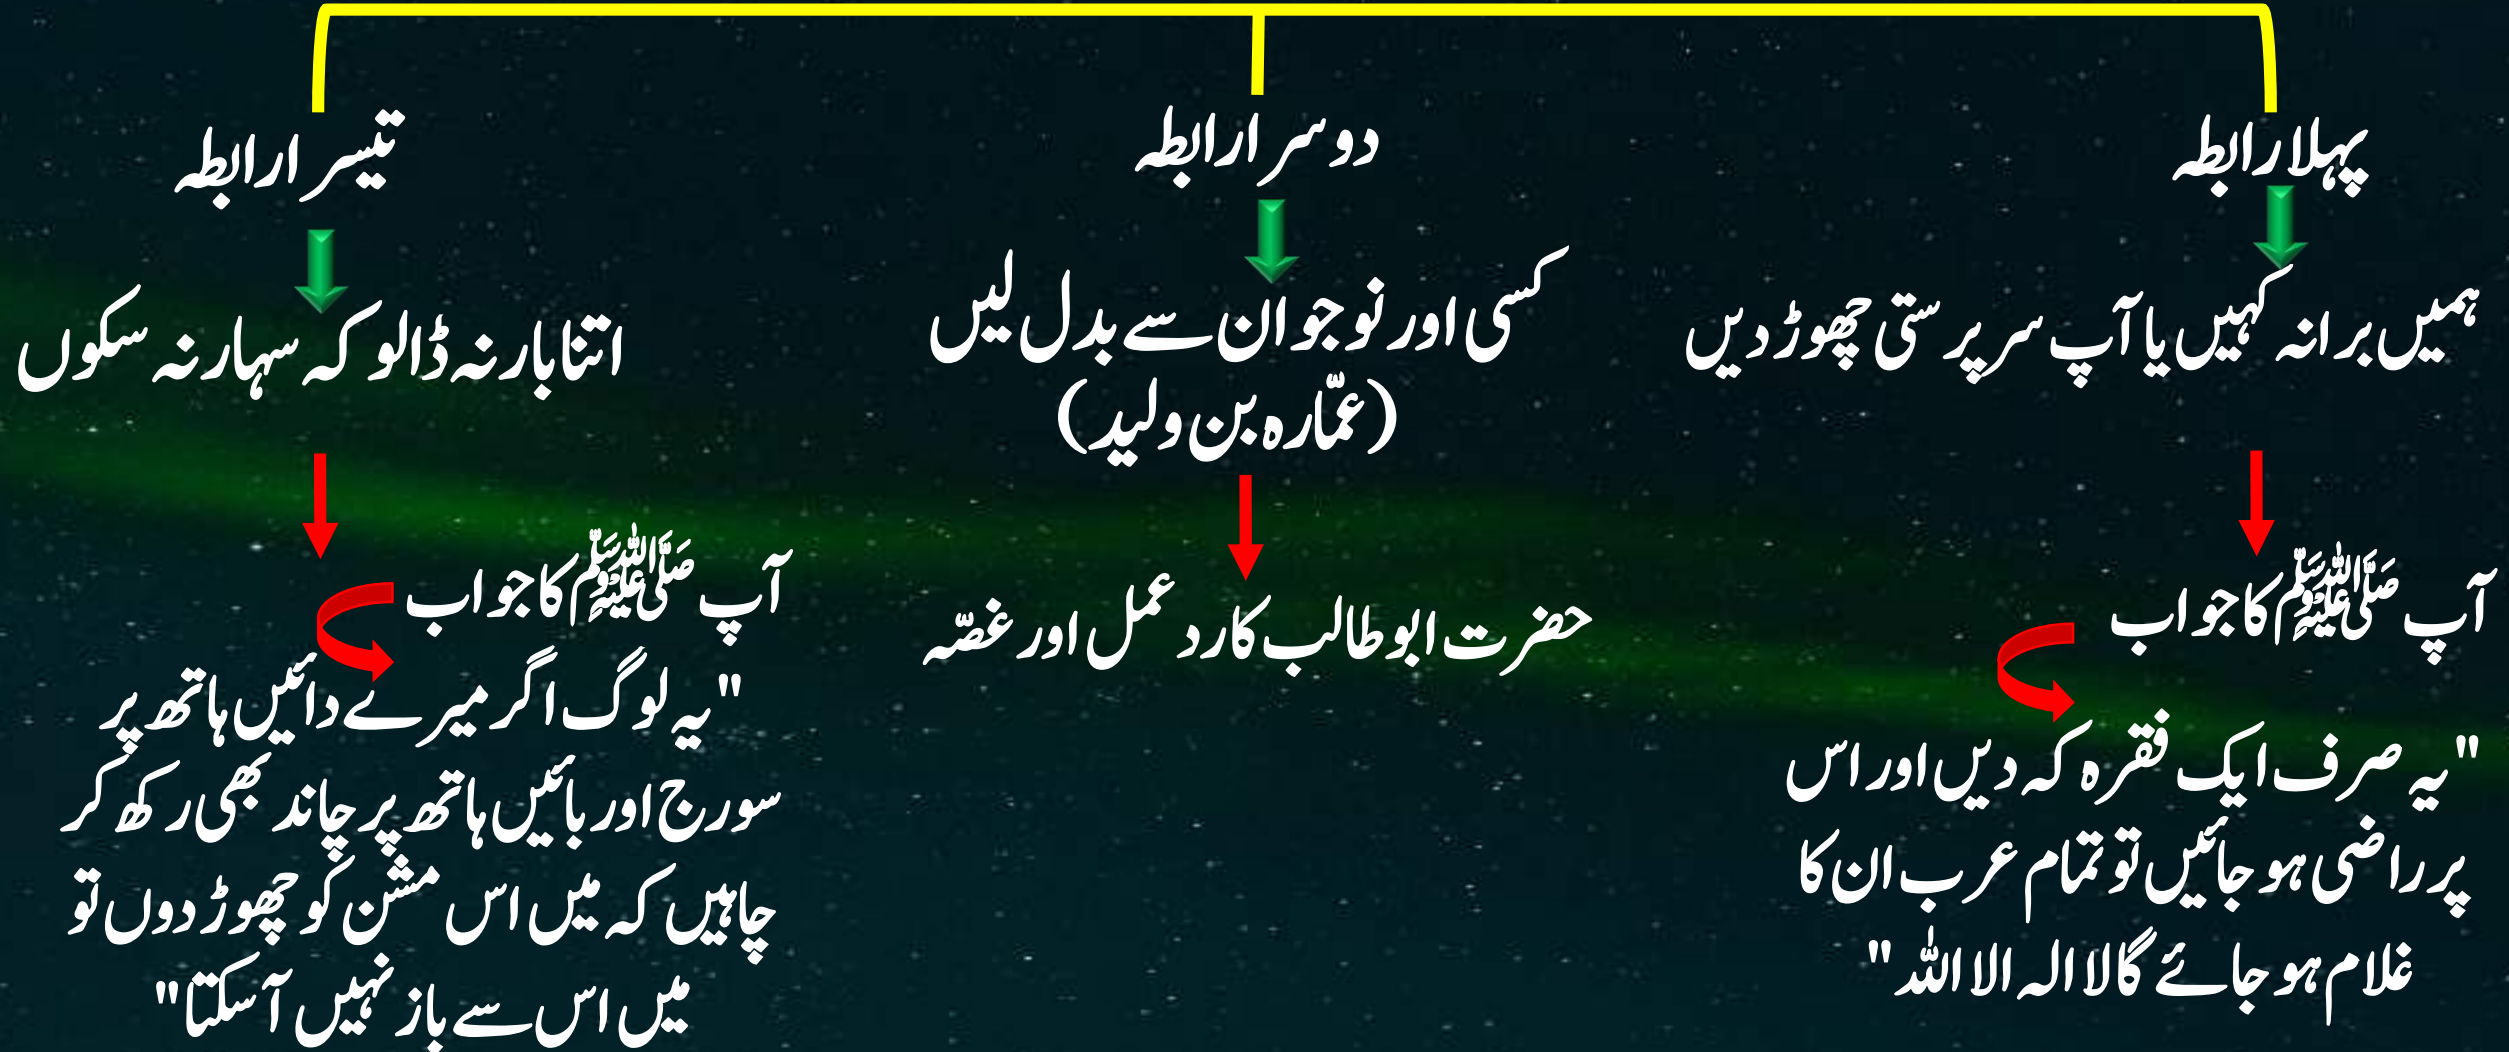 پہلا رابطہ
ہمیں برا نہ کہیں یا آپ سرپرستی چھوڑ دیں
آپ ﷺ کا جواب
"یہ صرف ایک فقرہ کہ دیں اور اس
پر راضی ہو جائیں تو تمام عرب ان کا
غلام ہو جائے گا لا الہ الا اللہ"
دوسرا رابطہ
کسی اور نوجوان سے بدل لیں
(عمّارہ بن ولید)
حضرت ابو طالب کا رد عمل اور غصّہ
تیسرا رابطہ
اتنا بار نہ ڈالو کہ سہار نہ سکوں
آپ ﷺ کا جواب
"یہ لوگ اگر میرے دائیں ہاتھ پر
سورج اور بائیں ہاتھ پر چاند بھی رکھ کر
چاہیں کہ میں اس مشن کو چھوڑ دوں تو
میں اس سے باز نہیں آ سکتا"